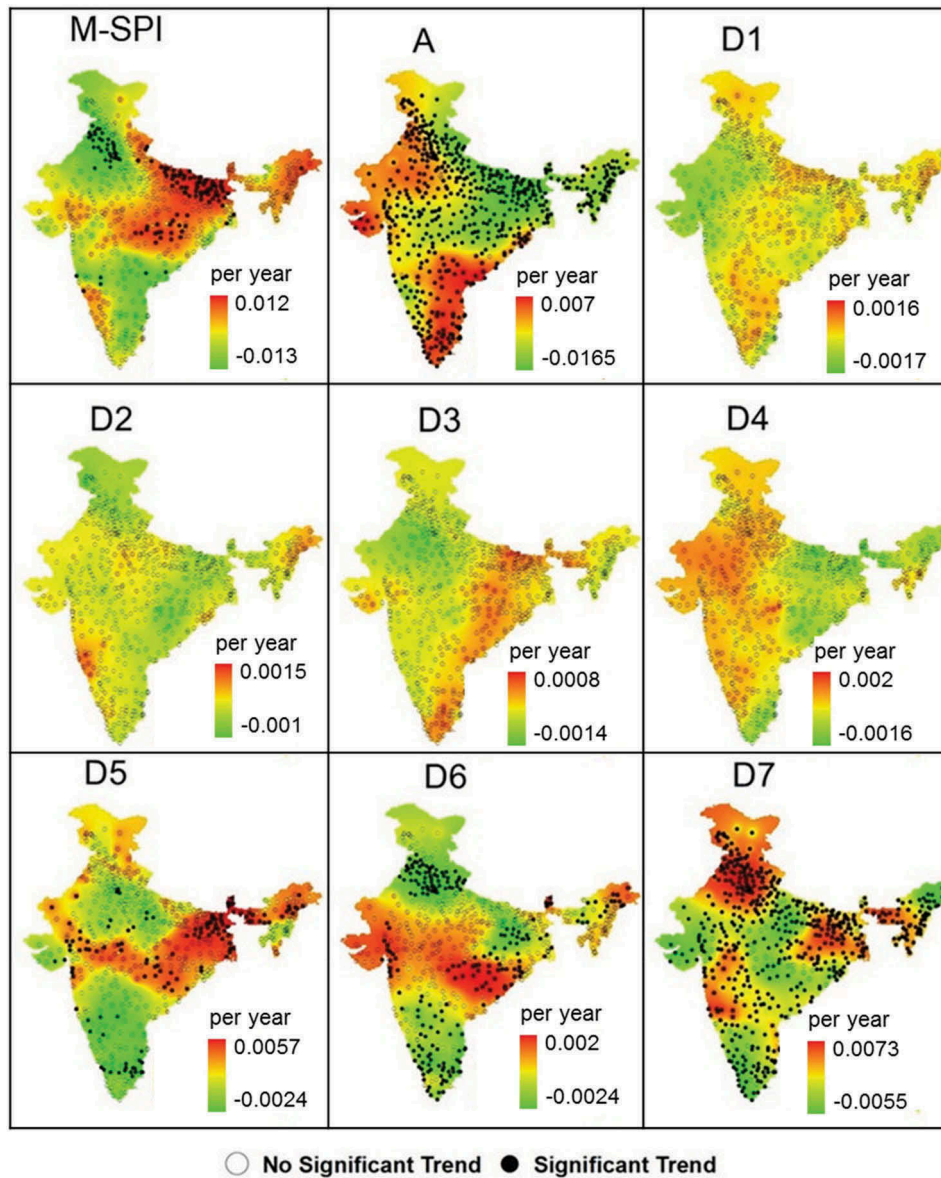 M-SPI
per year
0.012
-0.013
A
per year
0.007
-0.0165
D1
per year
0.0016
-0.0017
D2
per year
0.0015
-0.001
D3
per year
0.0008
-0.0014
D4
per year
0.002
-0.0016
D5
per year
0.0057
-0.0024
D6
per year
0.002
-0.0024
D7
per year
0.0073
-0.0055
No Significant Trend Significant Trend